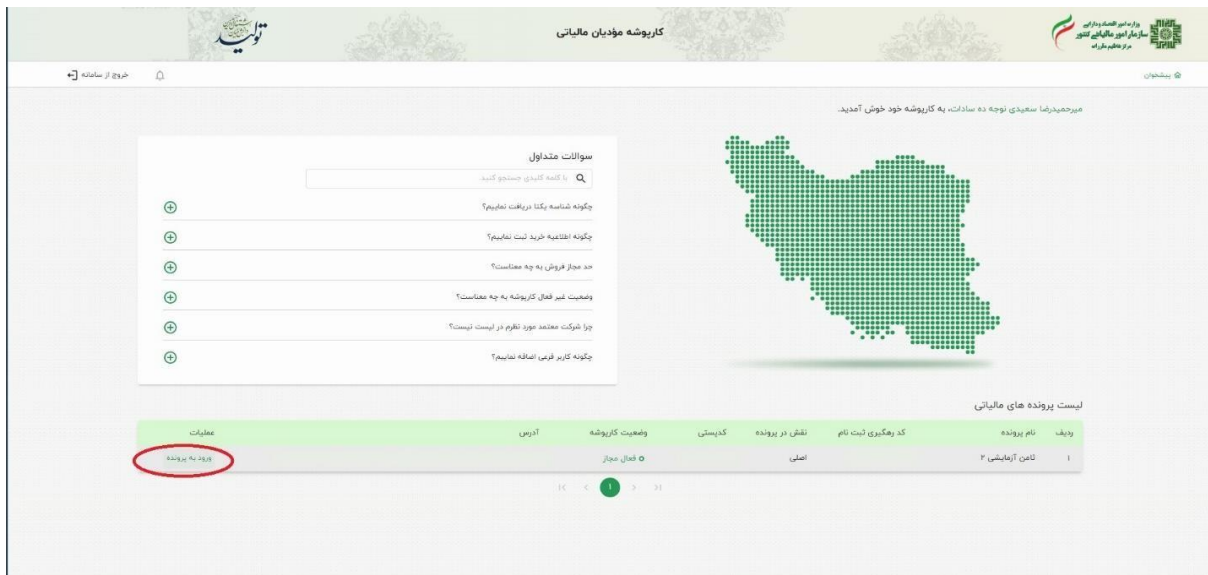 وزارت امور اقتصادی و دارایی
سازمان امور مالیاتی کشور
کارپوشه مؤدیان مالیاتی
تولید
پیشخوان
خروج از سامانه
میرحمیدرضا سعیدی نوجه ده سادات، به کارپوشه خود خوش آمدید.
سوالات متداول
با کلمه کلیدی جستجو کنید
چگونه شناسه یکتا دریافت نماییم؟
چگونه اطلاعیه خرید ثبت نماییم؟
حد مجاز فروش به چه معناست؟
وضعیت غیر فعال کارپوشه به چه معناست؟
چرا شرکت معتمد مورد نظرم در لیست نیست؟
چگونه کاربر فرعی اضافه نماییم؟
لیست پرونده های مالیاتی
ردیف نام پرونده کد رهگیری ثبت نام نقش در پرونده کدپستی وضعیت کارپوشه آدرس عملیات
۱ ثامن آزمایشی ۲ اصلی فعال مجاز ورود به پرونده
۱